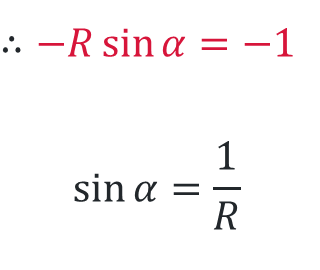 ∴ −R sin α = −1
sin α = 1/R